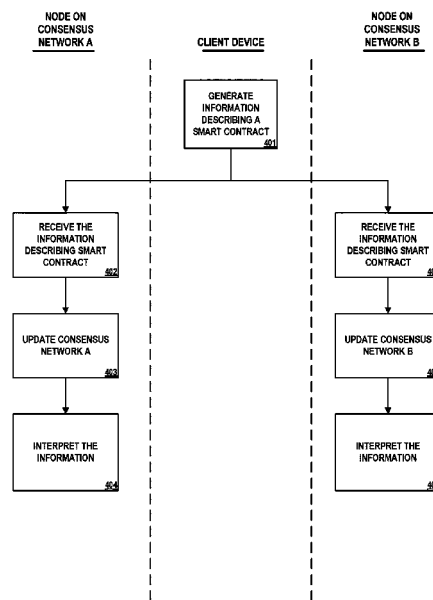 NODE ON
CONSENSUS
NETWORK A
CLIENT DEVICE
NODE ON
CONSENSUS
NETWORK B
GENERATE
INFORMATION
DESCRIBING A
SMART CONTRACT
401
RECEIVE THE
INFORMATION
DESCRIBING SMART
CONTRACT
402
RECEIVE THE
INFORMATION
DESCRIBING SMART
CONTRACT
UPDATE CONSENSUS
NETWORK A
403
UPDATE CONSENSUS
NETWORK B
INTERPRET THE
INFORMATION
404
INTERPRET THE
INFORMATION